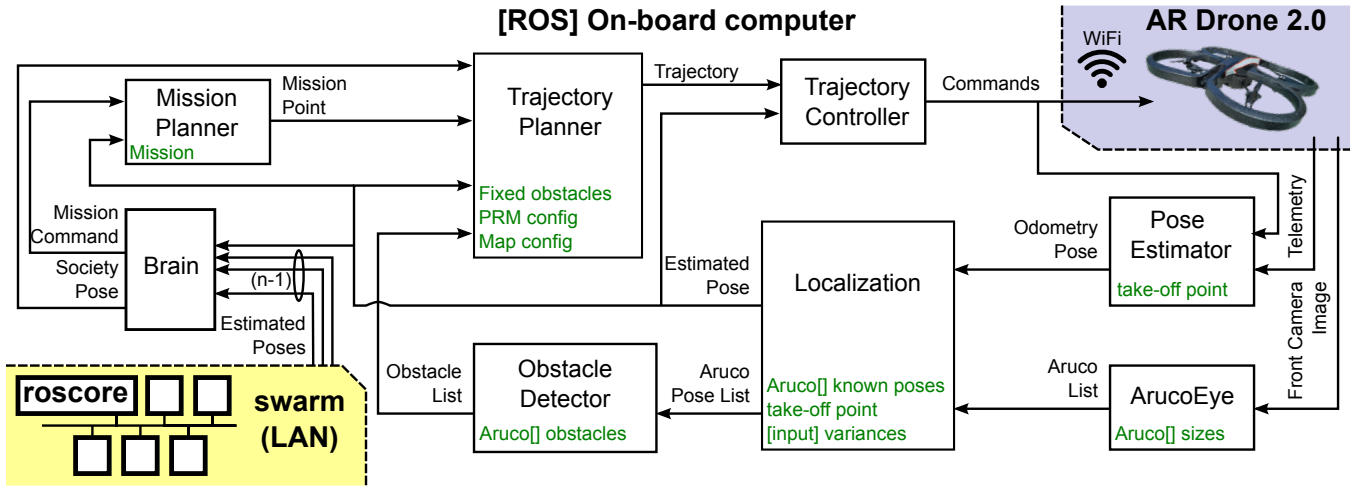 [ROS] On-board computer
AR Drone 2.0
WiFi
Mission
Planner
Mission
Mission
Point
Trajectory
Planner
Fixed obstacles
PRM config
Map config
Trajectory
Trajectory
Controller
Commands
Mission
Command
Society
Pose
Brain
(n-1)
Estimated
Poses
Estimated
Pose
Localization
Aruco[] known poses
take-off point
[input] variances
Odometry
Pose
Pose
Estimator
take-off point
Telemetry
Front Camera
Image
Obstacle
List
Obstacle
Detector
Aruco[] obstacles
Aruco
Pose List
Aruco
List
ArucoEye
Aruco[] sizes
roscore
swarm
(LAN)